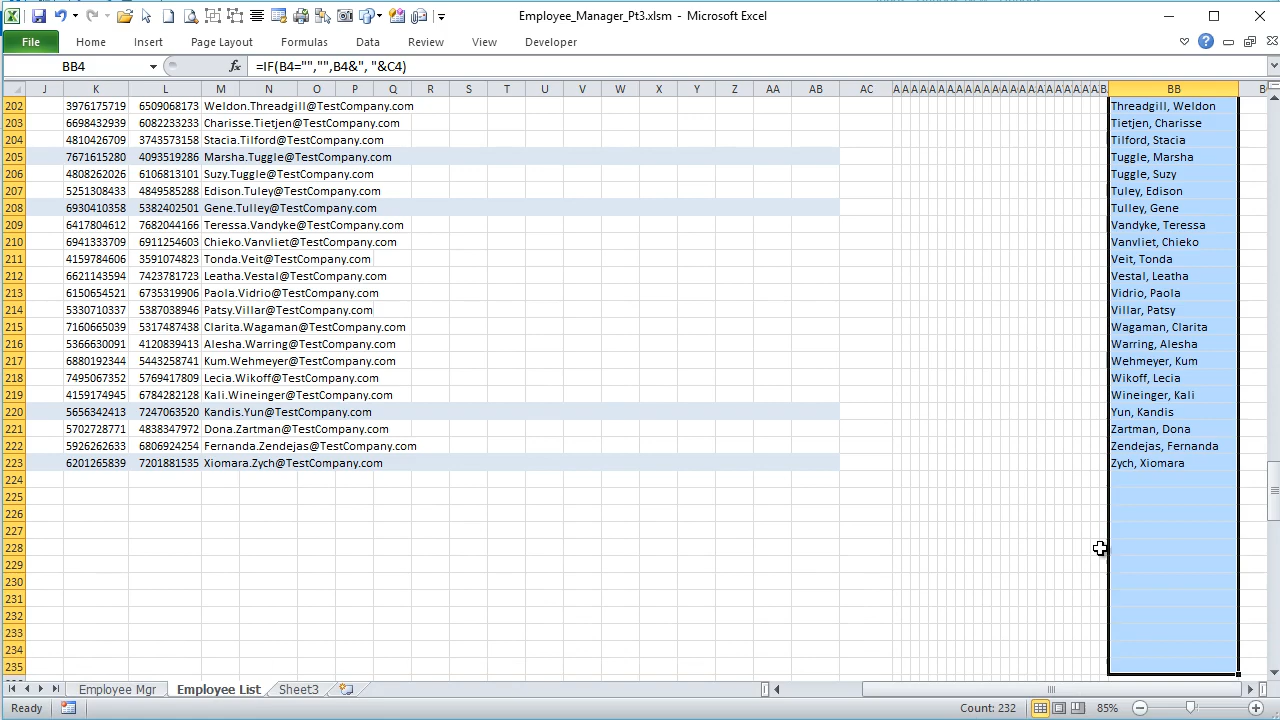 Employee_Manager_Pt3.xlsm - Microsoft Excel
File Home Insert Page Layout Formulas Data Review View Developer
BB4 fx =IF(B4="","",B4&", "&C4)
J K L M N O P Q R S T U V W X Y Z AA AB AC A A A A A A A A A A A A A A A A A A A A A A A B BB B
202 3976175719 6509068173 Weldon.Threadgill@TestCompany.com Threadgill, Weldon
203 6698432939 6082233233 Charisse.Tietjen@TestCompany.com Tietjen, Charisse
204 4810426709 3743573158 Stacia.Tilford@TestCompany.com Tilford, Stacia
205 7671615280 4093519286 Marsha.Tuggle@TestCompany.com Tuggle, Marsha
206 4808262026 6106813101 Suzy.Tuggle@TestCompany.com Tuggle, Suzy
207 5251308433 4849585288 Edison.Tuley@TestCompany.com Tuley, Edison
208 6930410358 5382402501 Gene.Tulley@TestCompany.com Tulley, Gene
209 6417804612 7682044166 Teressa.Vandyke@TestCompany.com Vandyke, Teressa
210 6941333709 6911254603 Chieko.Vanvliet@TestCompany.com Vanvliet, Chieko
211 4159784606 3591074823 Tonda.Veit@TestCompany.com Veit, Tonda
212 6621143594 7423781723 Leatha.Vestal@TestCompany.com Vestal, Leatha
213 6150654521 6735319906 Paola.Vidrio@TestCompany.com Vidrio, Paola
214 5330710337 5387038946 Patsy.Villar@TestCompany.com Villar, Patsy
215 7160665039 5317487438 Clarita.Wagaman@TestCompany.com Wagaman, Clarita
216 5366630091 4120839413 Alesha.Warring@TestCompany.com Warring, Alesha
217 6880192344 5443258741 Kum.Wehmeyer@TestCompany.com Wehmeyer, Kum
218 7495067352 5769417809 Lecia.Wikoff@TestCompany.com Wikoff, Lecia
219 4159174945 6784282128 Kali.Wineinger@TestCompany.com Wineinger, Kali
220 5656342413 7247063520 Kandis.Yun@TestCompany.com Yun, Kandis
221 5702728771 4838347972 Dona.Zartman@TestCompany.com Zartman, Dona
222 5926262633 6806924254 Fernanda.Zendejas@TestCompany.com Zendejas, Fernanda
223 6201265839 7201881535 Xiomara.Zych@TestCompany.com Zych, Xiomara
224
225
226
227
228
229
230
231
232
233
234
235
Employee Mgr Employee List Sheet3
Ready Count: 232 85%